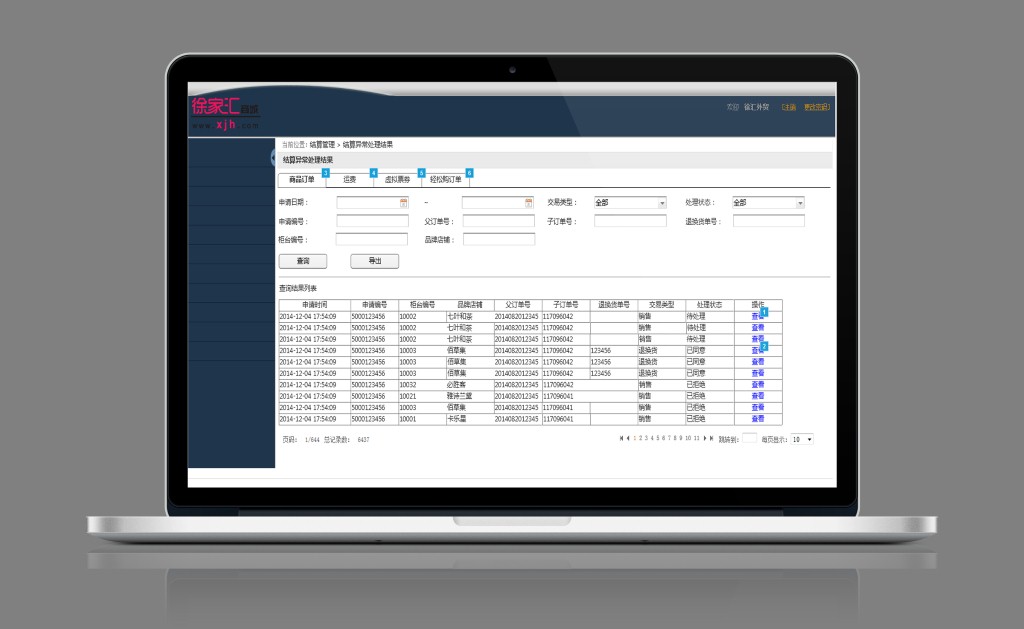 徐家汇商城
www.xjh.com
欢迎 徐汇外贸 [注销 更改密码]
当前位置：结算管理 > 结算异常处理结果
结算异常处理结果
商品订单 3 运费 4 虚拟票券 5 轻松购订单 6
申请日期： – 交易类型： 全部 处理状态： 全部
申请编号： 父订单号： 子订单号： 退换货单号：
柜台编号： 品牌店铺：
查询 导出
查询结果列表
申请时间 申请编号 柜台编号 品牌店铺 父订单号 子订单号 退换货单号 交易类型 处理状态 操作
2014-12-04 17:54:09 5000123456 10002 七叶和茶 2014082012345 117096042 销售 待处理 查看 1
2014-12-04 17:54:09 5000123456 10002 七叶和茶 2014082012345 117096042 销售 待处理 查看
2014-12-04 17:54:09 5000123456 10002 七叶和茶 2014082012345 117096042 销售 待处理 查看
2014-12-04 17:54:09 5000123456 10003 佰草集 2014082012345 117096042 123456 退换货 已同意 查看 2
2014-12-04 17:54:09 5000123456 10003 佰草集 2014082012345 117096042 123456 退换货 已同意 查看
2014-12-04 17:54:09 5000123456 10003 佰草集 2014082012345 117096042 123456 退换货 已同意 查看
2014-12-04 17:54:09 5000123456 10032 必胜客 2014082012345 117096042 销售 已拒绝 查看
2014-12-04 17:54:09 5000123456 10021 雅诗兰黛 2014082012345 117096041 销售 已拒绝 查看
2014-12-04 17:54:09 5000123456 10003 佰草集 2014082012345 117096041 销售 已拒绝 查看
2014-12-04 17:54:09 5000123456 10001 卡乐星 2014082012345 117096041 销售 已拒绝 查看
页码： 1/644 总记录数： 6437 1 2 3 4 5 6 7 8 9 10 11 跳转到： 每页显示： 10